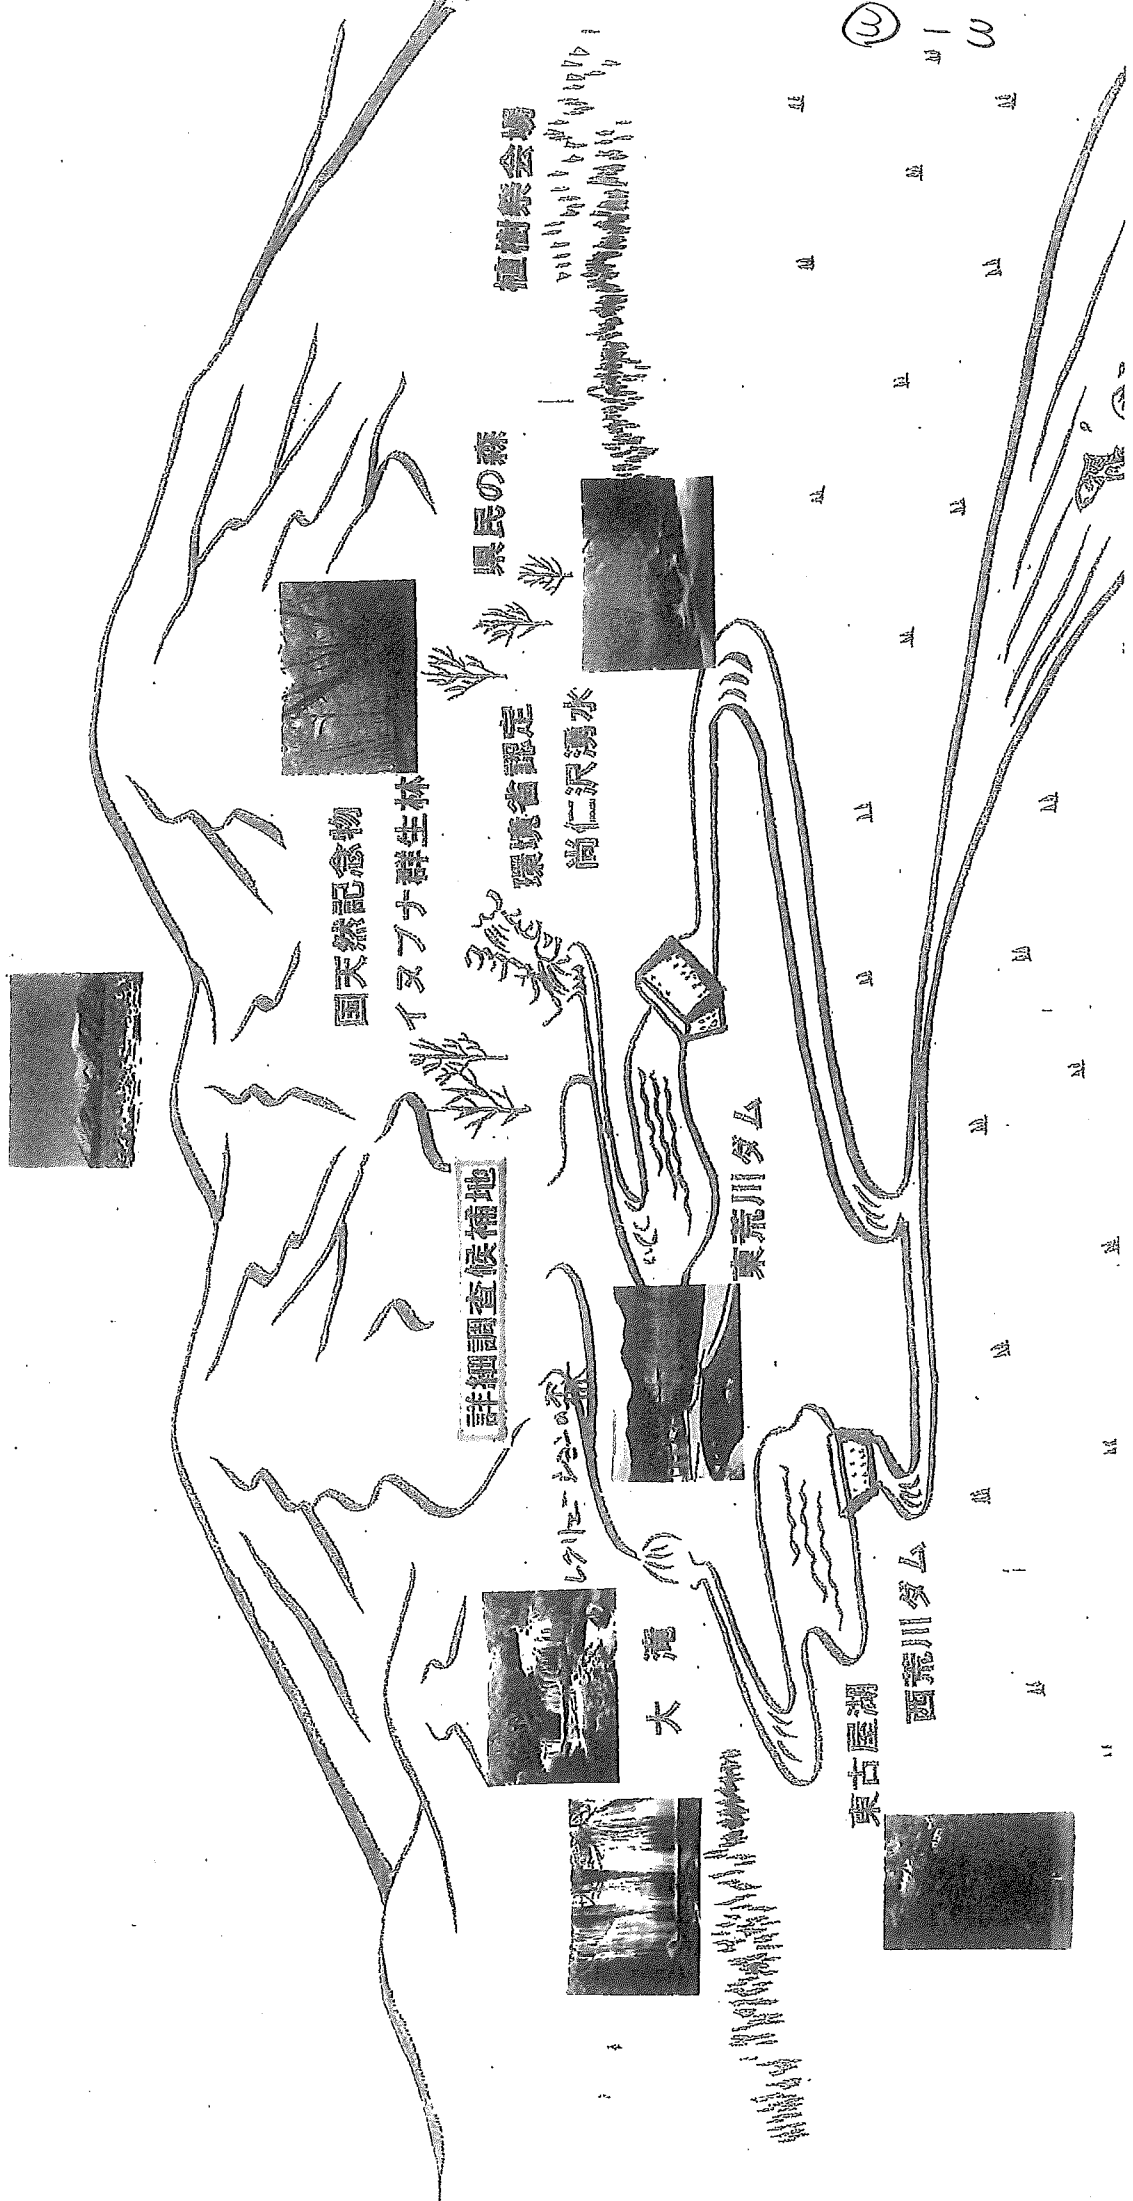 ③
3-3
植樹祭会場
県民の森
国天然記念物
イヌブナ群生林
環境省認定
尚仁沢湧水
詳細調査候補地
レクリエーションの森
東荒川ダム
大滝
東古屋湖
西荒川ダム